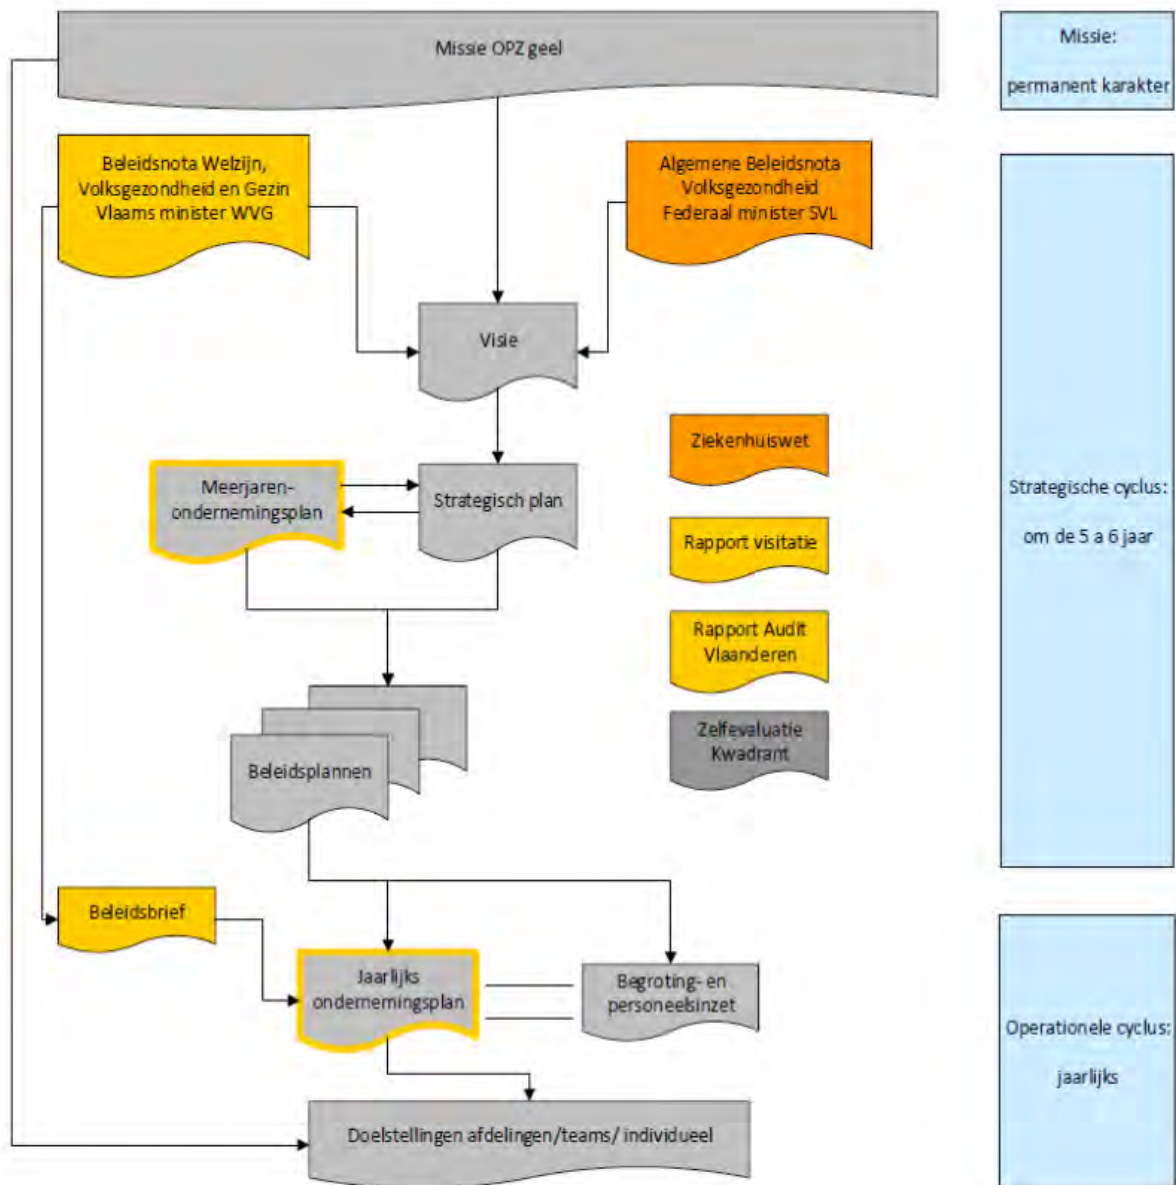 Missie OPZ geel
Missie:
permanent karakter
Beleidsnota Welzijn,
Volksgezondheid en Gezin
Vlaams minister WVG
Algemene Beleidsnota
Volksgezondheid
Federaal minister SVL
Visie
Ziekenhuiswet
Meerjaren-
ondernemingsplan
Strategisch plan
Strategische cyclus:
om de 5 a 6 jaar
Rapport visitatie
Rapport Audit
Vlaanderen
Zelfevaluatie
Kwadrant
Beleidsplannen
Beleidsbrief
Jaarlijks
ondernemingsplan
Begroting- en
personeelsinzet
Operationele cyclus:
jaarlijks
Doelstellingen afdelingen/teams/ individueel